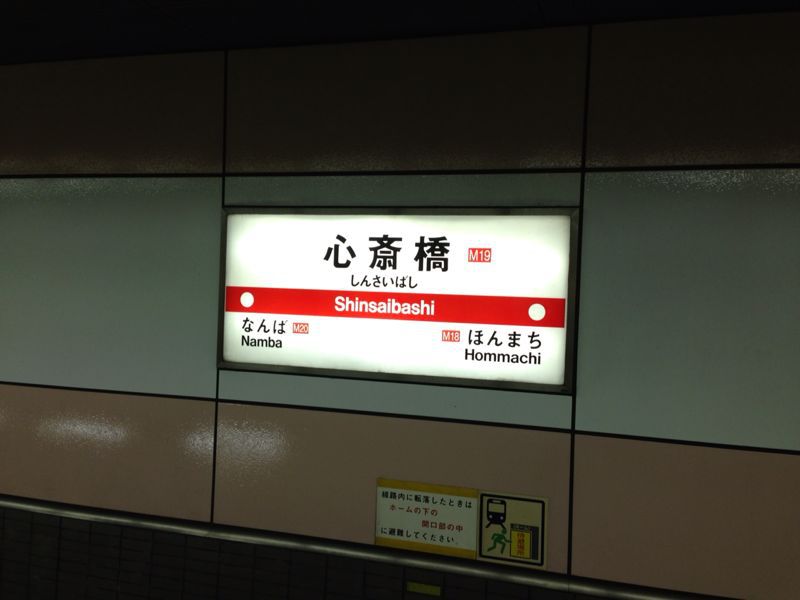 心斎橋 M19
しんさいばし
Shinsaibashi
なんば M20
Namba
M18 ほんまち
Hommachi
線路内に転落したときは
ホームの下の
開口部の中
に避難してください。